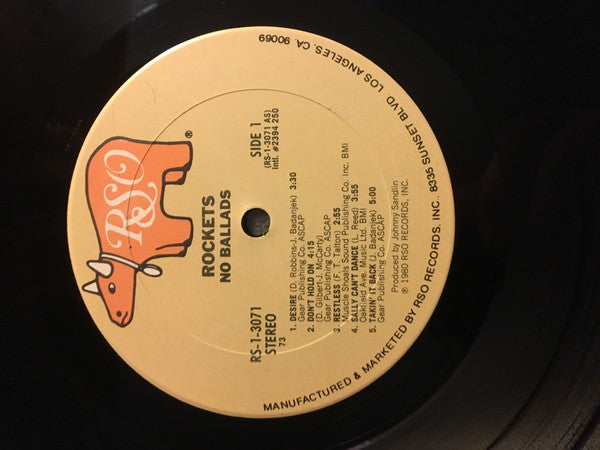 RSO
®
ROCKETS
NO BALLADS
RS-1-3071
STEREO
73
SIDE 1
(RS-1-3071 AS)
Intl. #2394 250
1. DESIRE (D. Robbins-J. Badanjek) 3:30
Gear Publishing Co. ASCAP
2. DON'T HOLD ON 4:15
(D. Gilbert-J. McCarty)
Gear Publishing Co. ASCAP
3. RESTLESS (F. T. Talton) 2:55
Muscle Shoals Sound Publishing Co. Inc. BMI
4. SALLY CAN'T DANCE (L. Reed) 3:55
Oakfield Ave. Music Ltd. BMI
5. TAKIN' IT BACK (J. Badanjek) 5:00
Gear Publishing Co. ASCAP
Produced by Johnny Sandlin
℗ 1980 RSO RECORDS, INC.
MANUFACTURED & MARKETED BY RSO RECORDS, INC. 8335 SUNSET BLVD. LOS ANGELES, CA. 90069